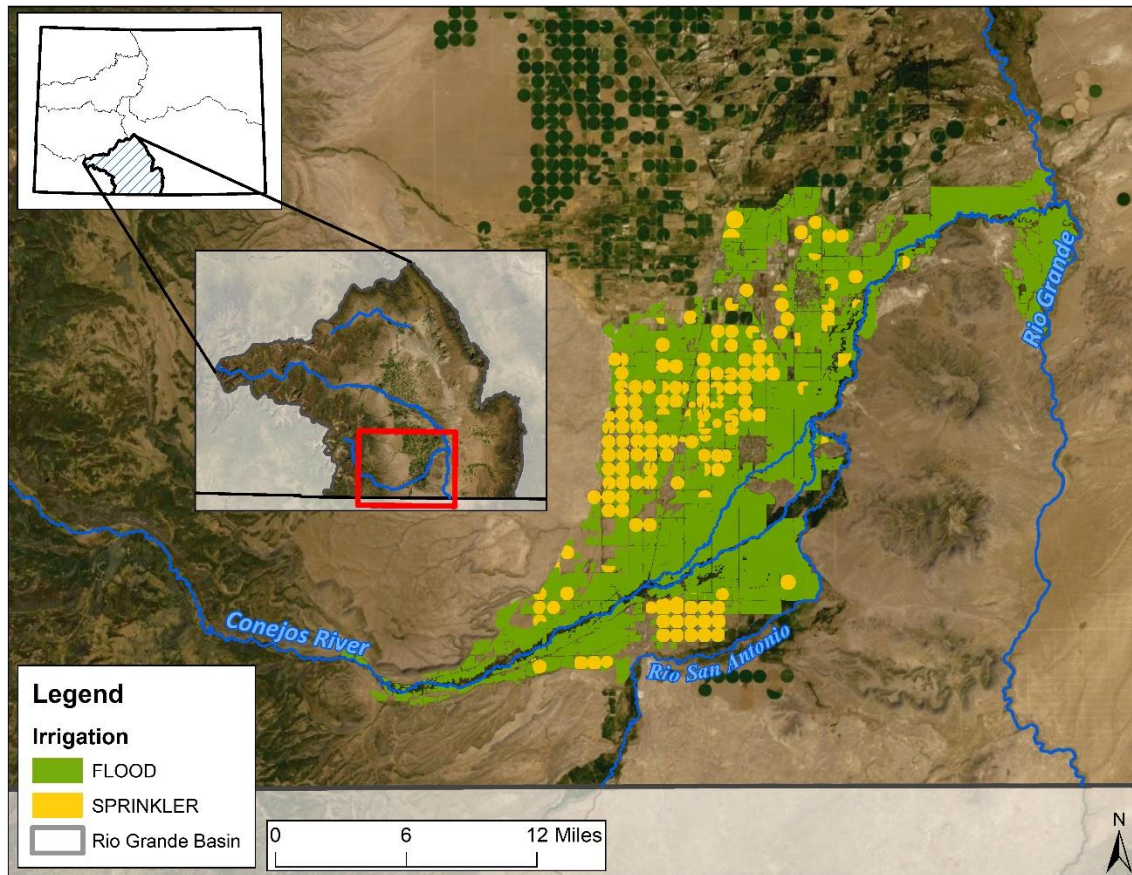 Rio Grande
Conejos River
Rio San Antonio
Legend
Irrigation
FLOOD
SPRINKLER
Rio Grande Basin
0 6 12 Miles
N